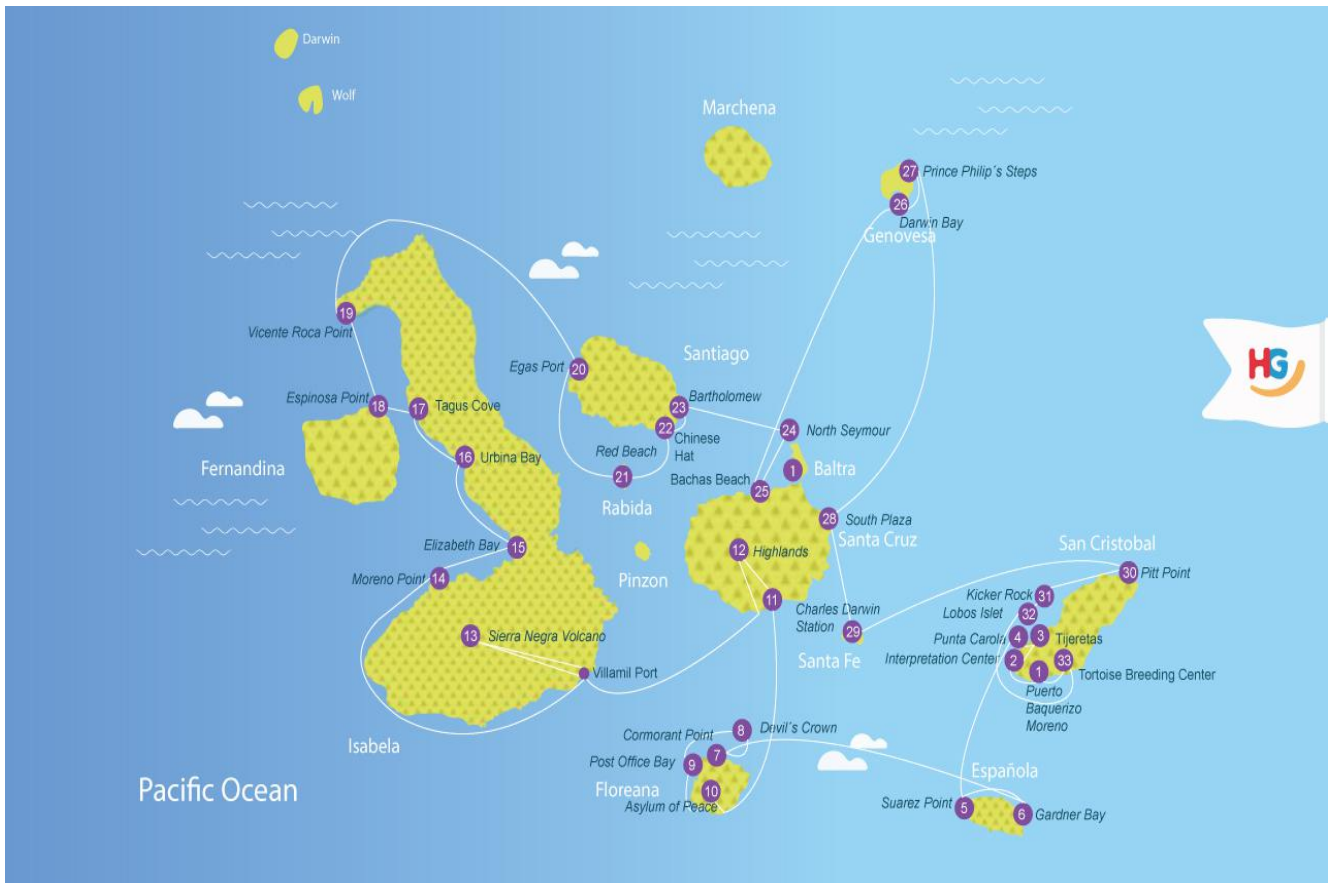 Darwin
Wolf
Marchena
27 Prince Philip´s Steps
26
Darwin Bay
Genovesa
19
Vicente Roca Point
Santiago
Egas Port 20
HG
Bartholomew
Espinosa Point 18
17 Tagus Cove
23
22 Chinese
Hat
24 North Seymour
Red Beach
16 Urbina Bay
Fernandina
21
Rabida
Bachas Beach
25
1 Baltra
28 South Plaza
Santa Cruz
Elizabeth Bay 15
12 Highlands
Pinzon
San Cristobal
Moreno Point
14
30 Pitt Point
11
Charles Darwin
Station
29
Santa Fe
Kicker Rock 31
Lobos Islet
32
13 Sierra Negra Volcano
Punta Carola 4
3 Tijeretas
Interpretation Center 2
33
Tortoise Breeding Center
1
Puerto
Baquerizo
Moreno
Villamil Port
Isabela
Cormorant Point
8 Devil´s Crown
7
Post Office Bay 9
Floreana
10
Asylum of Peace
Española
Suarez Point 5
6 Gardner Bay
Pacific Ocean